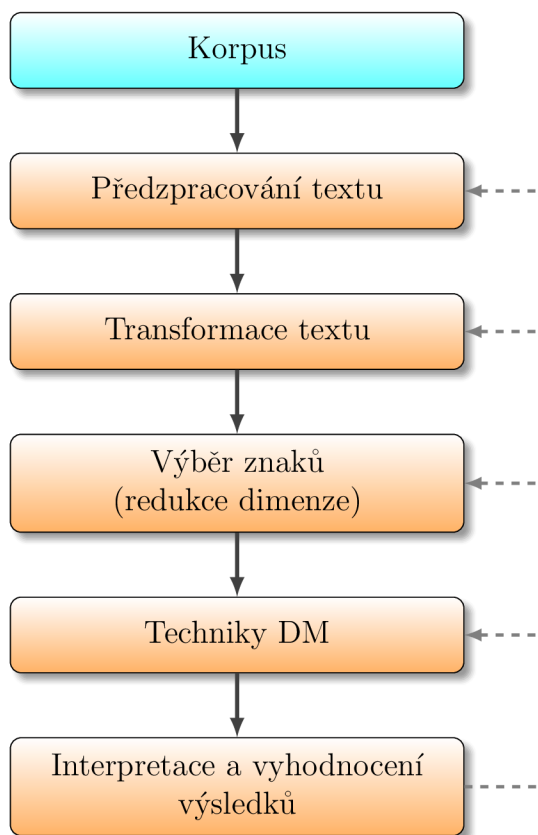 Korpus
Předzpracování textu
Transformace textu
Výběr znaků
(redukce dimenze)
Techniky DM
Interpretace a vyhodnocení
výsledků